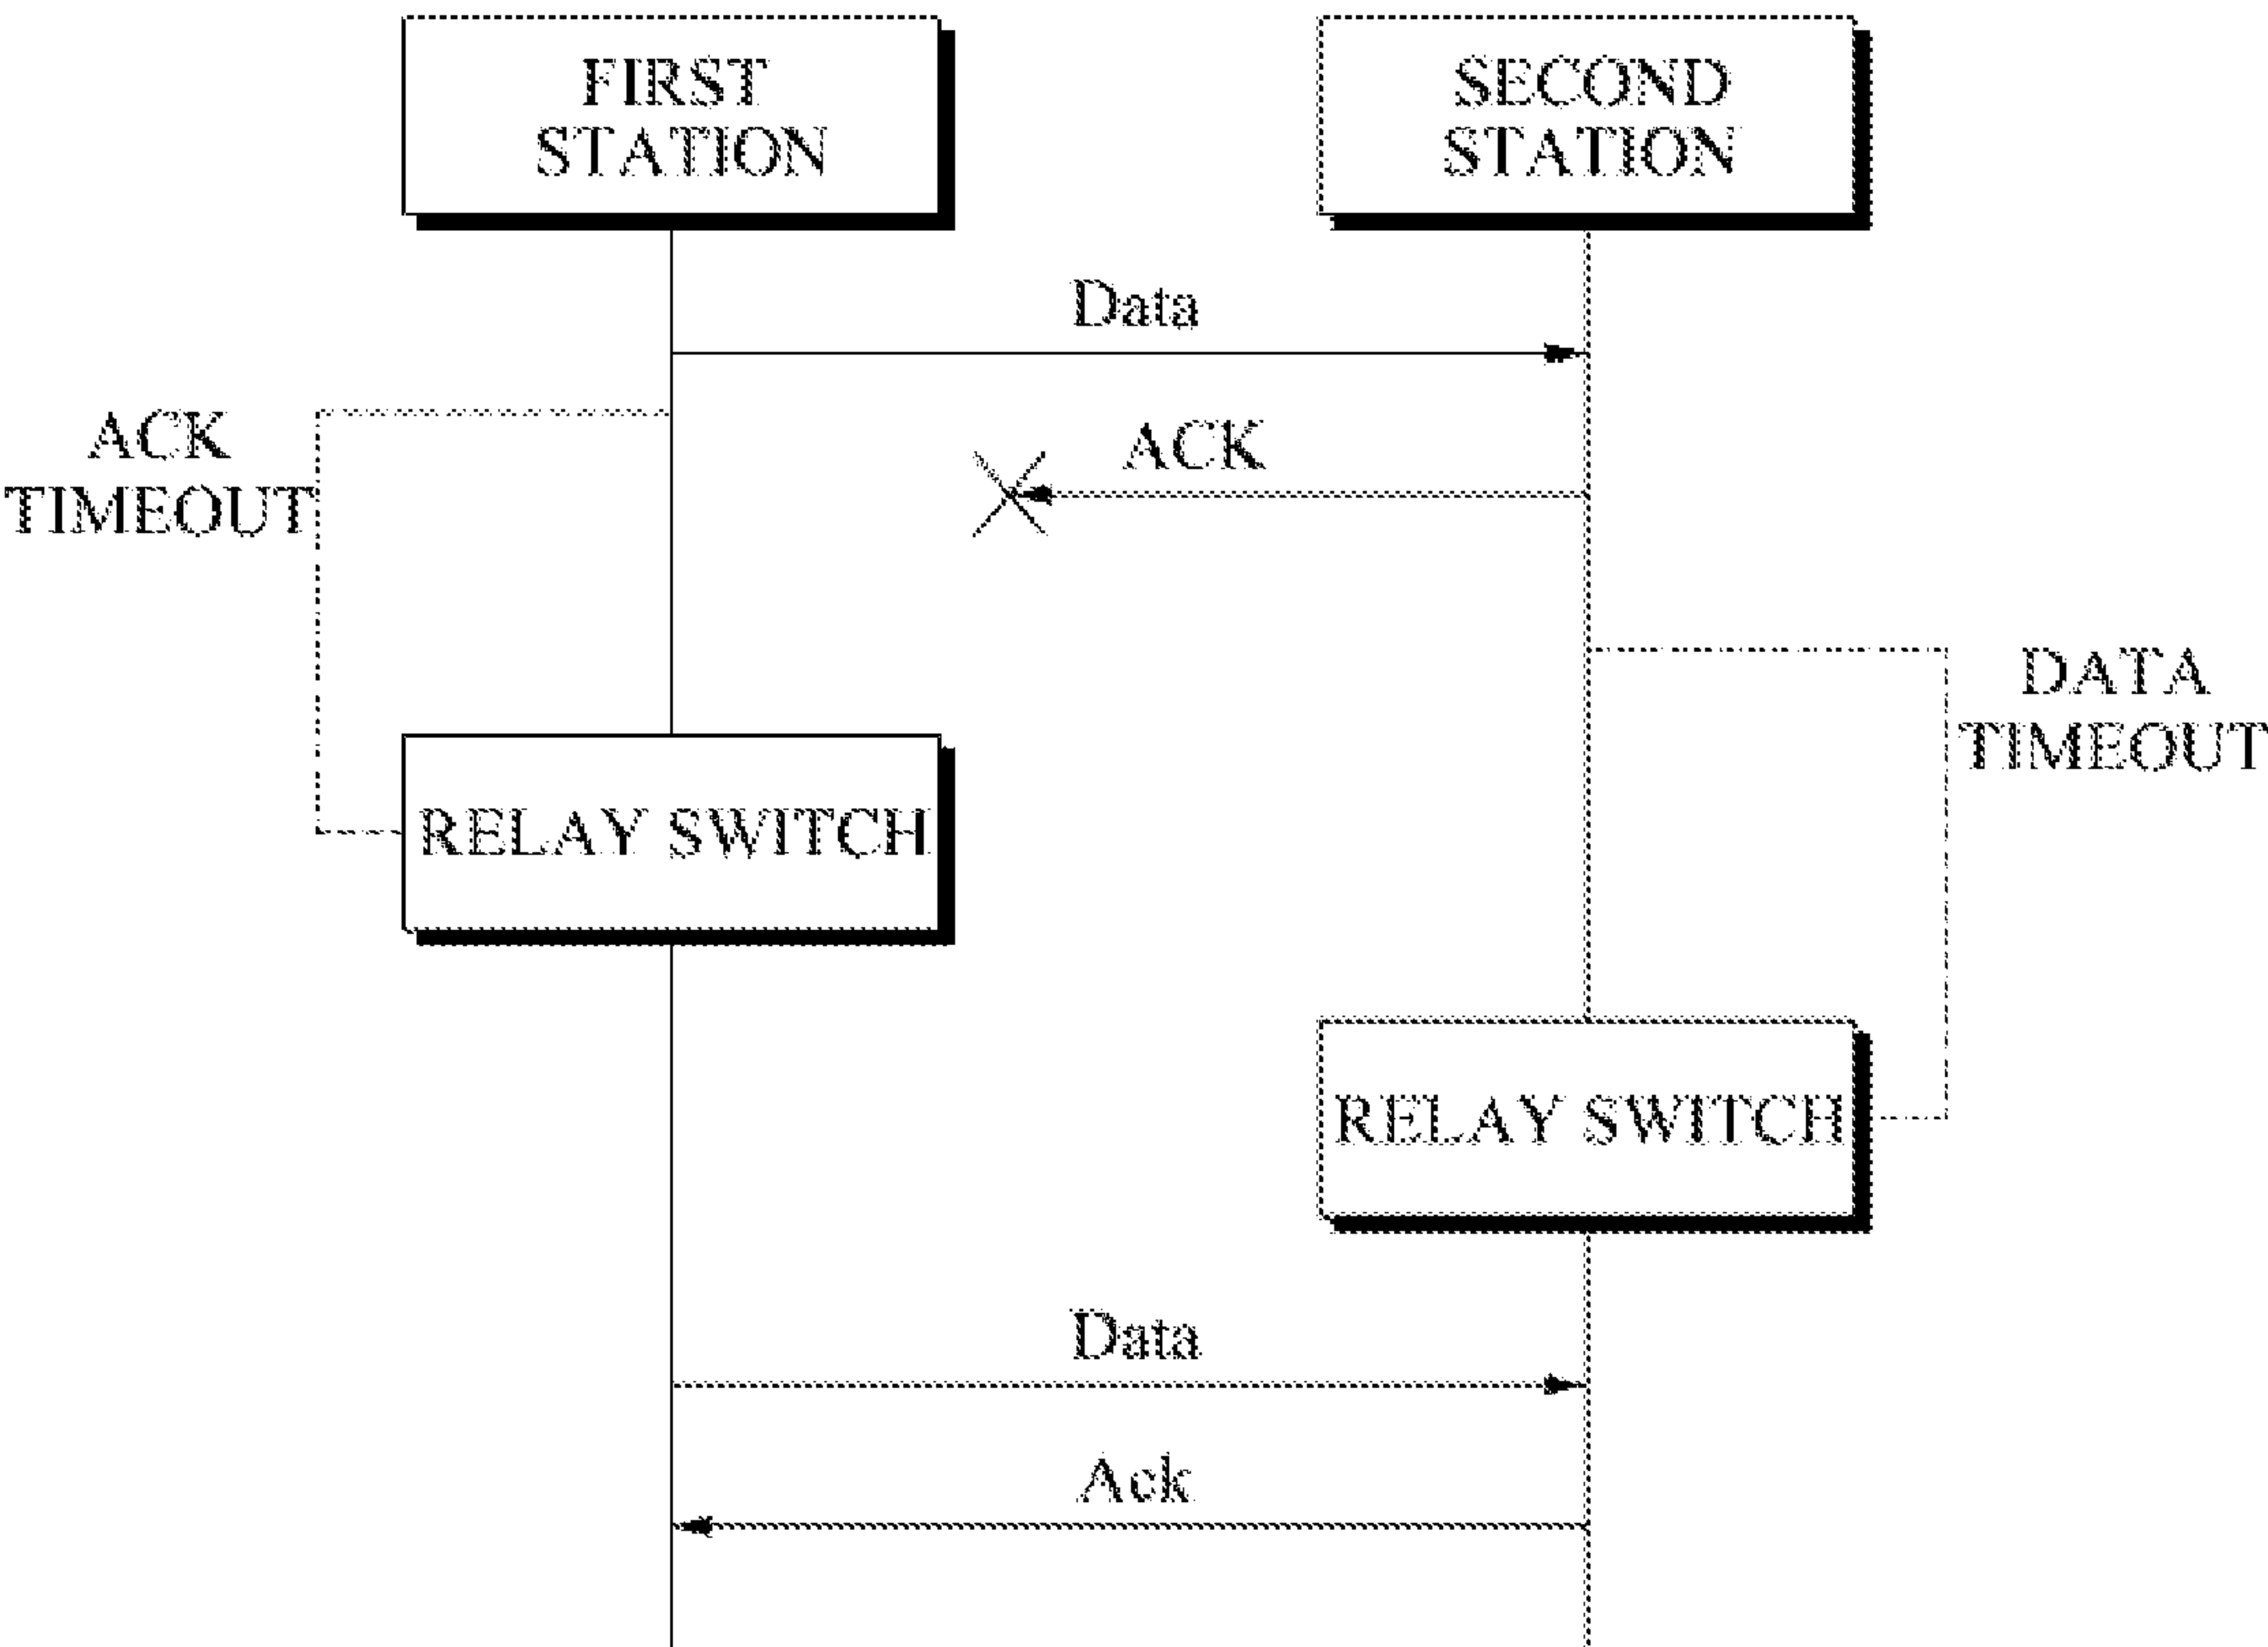 FIRST
STATION
SECOND
STATION
Data
ACK
TIMEOUT
ACK
DATA
TIMEOUT
RELAY SWITCH
RELAY SWITCH
Data
Ack